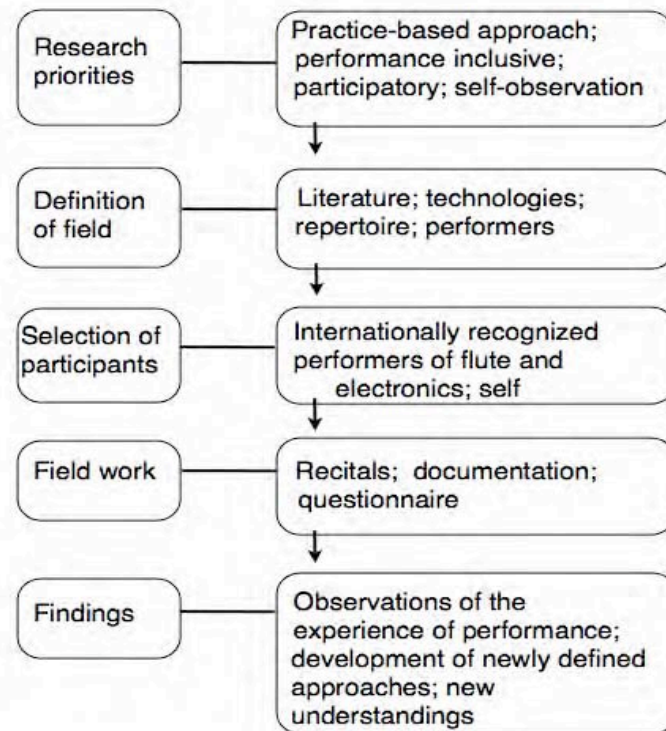 Research
priorities
Practice-based approach;
performance inclusive;
participatory; self-observation
Definition
of field
Literature; technologies;
repertoire; performers
Selection of
participants
Internationally recognized
performers of flute and
electronics; self
Field work
Recitals; documentation;
questionnaire
Findings
Observations of the
experience of performance;
development of newly defined
approaches; new
understandings